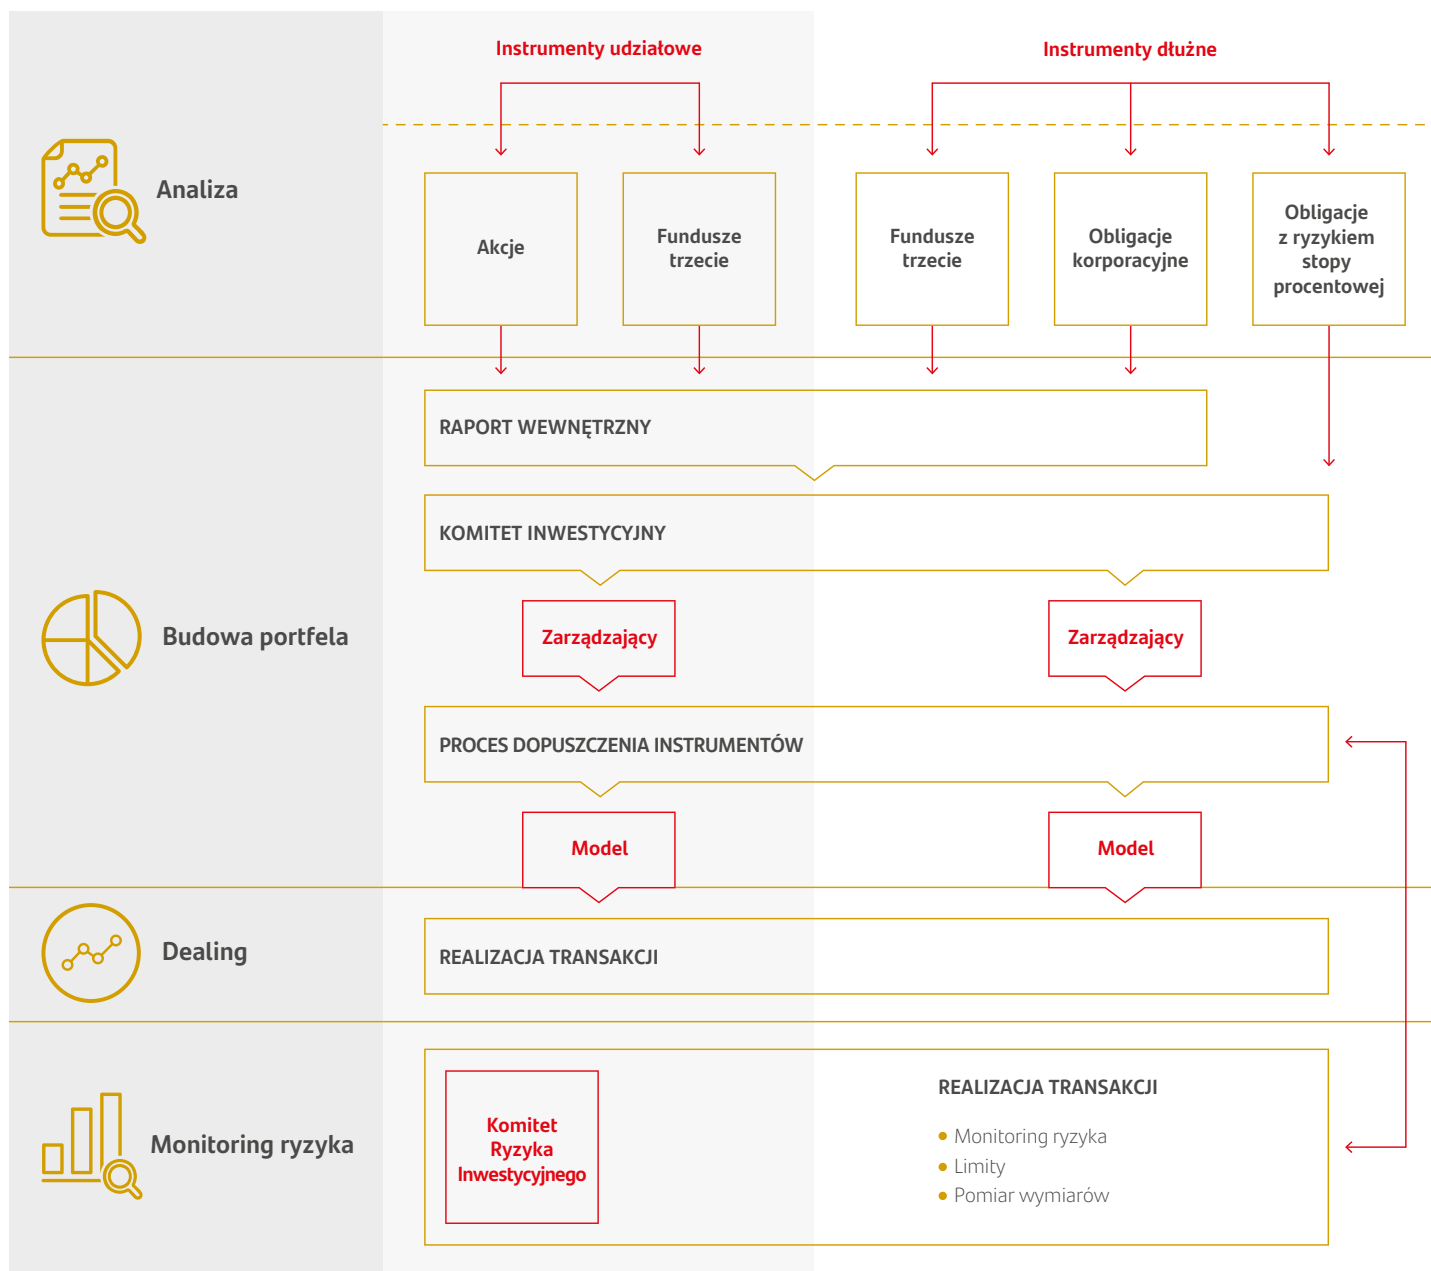 Instrumenty udziałowe
Instrumenty dłużne
Analiza
Akcje
Fundusze
trzecie
Fundusze
trzecie
Obligacje
korporacyjne
Obligacje
z ryzykiem
stopy
procentowej
RAPORT WEWNĘTRZNY
KOMITET INWESTYCYJNY
Budowa portfela
Zarządzający
Zarządzający
PROCES DOPUSZCZENIA INSTRUMENTÓW
Model
Model
Dealing
REALIZACJA TRANSAKCJI
Monitoring ryzyka
Komitet
Ryzyka
Inwestycyjnego
REALIZACJA TRANSAKCJI
• Monitoring ryzyka
• Limity
• Pomiar wymiarów